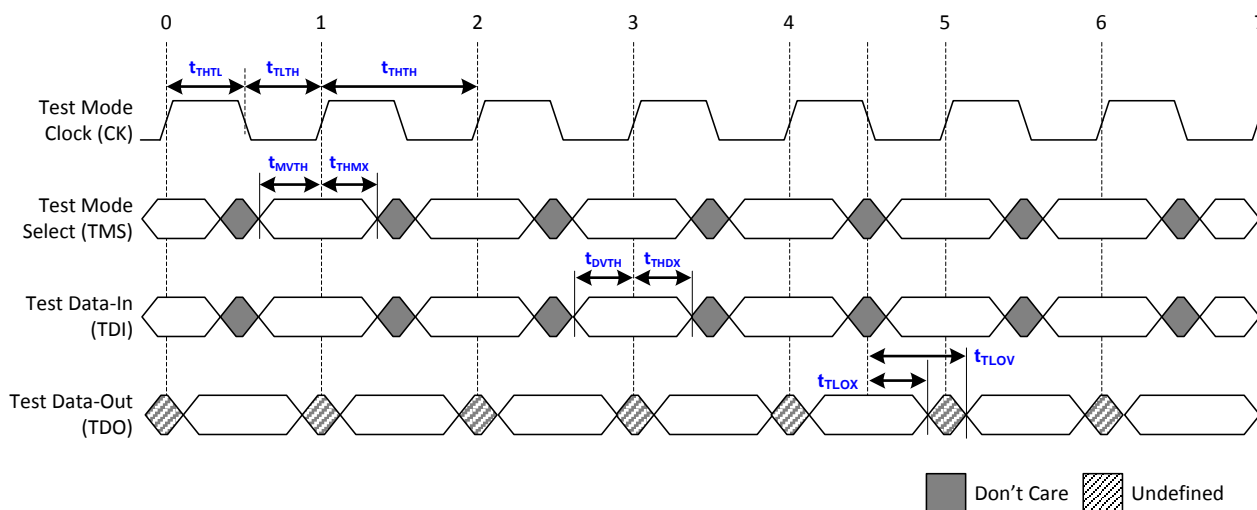 0 1 2 3 4 5 6 7
tTHTL tTLTH tTHTH
Test Mode
Clock (CK)
tMVTH tTHMX
Test Mode
Select (TMS)
tDVTH tTHDX
Test Data-In
(TDI)
tTLOV
tTLOX
Test Data-Out
(TDO)
Don't Care Undefined